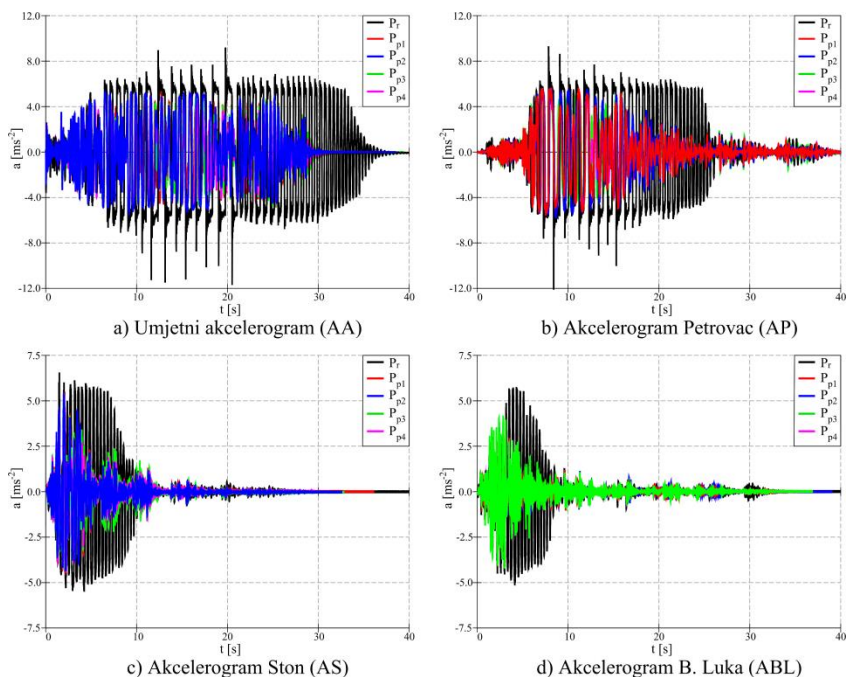 12.0
8.0
4.0
0.0
-4.0
-8.0
-12.0
a [ms⁻²]
0
10
20
30
40
t [s]
Pr
Pp1
Pp2
Pp3
Pp4
a) Umjetni akcelerogram (AA)
12.0
8.0
4.0
0.0
-4.0
-8.0
-12.0
a [ms⁻²]
0
10
20
30
40
t [s]
Pr
Pp1
Pp2
Pp3
Pp4
b) Akcelerogram Petrovac (AP)
7.5
5.0
2.5
0.0
-2.5
-5.0
-7.5
a [ms⁻²]
0
10
20
30
40
t [s]
Pr
Pp1
Pp2
Pp3
Pp4
c) Akcelerogram Ston (AS)
7.5
5.0
2.5
0.0
-2.5
-5.0
-7.5
a [ms⁻²]
0
10
20
30
40
t [s]
Pr
Pp1
Pp2
Pp3
Pp4
d) Akcelerogram B. Luka (ABL)